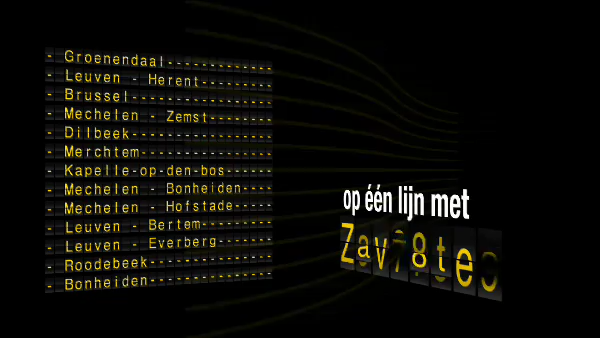 - Groenendaal-------------
- Leuven - Herent---------
- Brussel-----------------
- Mechelen - Zemst--------
- Dilbeek-----------------
- Merchtem----------------
- Kapelle-op-den-bos------
- Mechelen - Bonheiden----
- Mechelen - Hofstade-----
- Leuven - Bertem---------
- Leuven - Everberg-------
- Roodebeek---------------
- Bonheiden---------------
op één lijn met